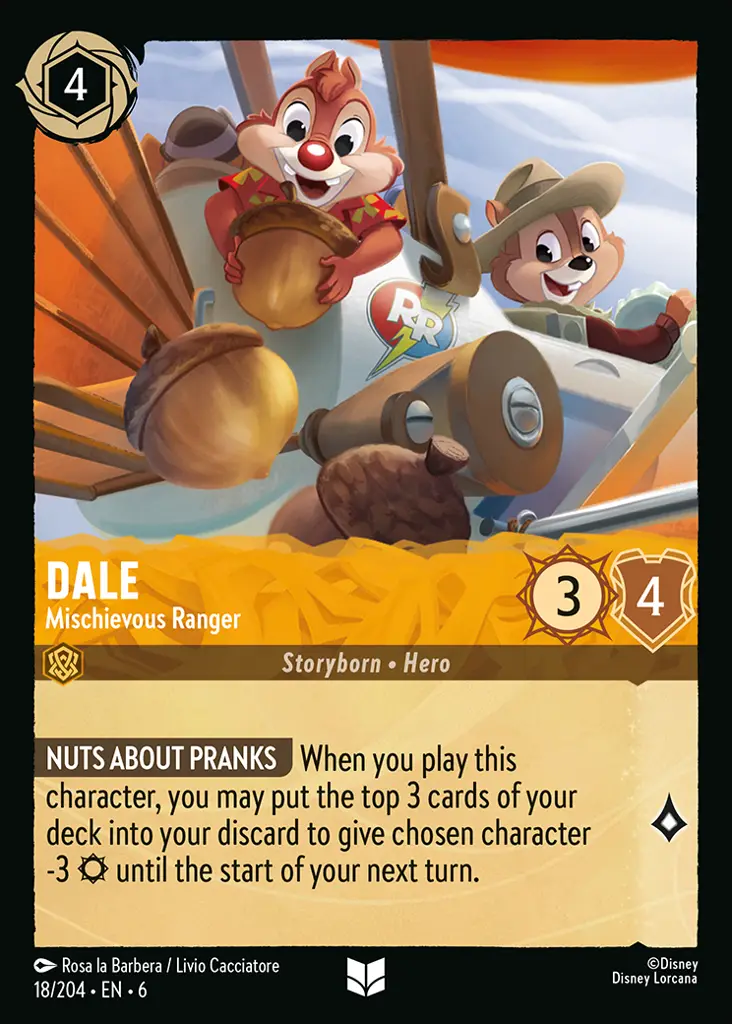 4
RR
DALE
Mischievous Ranger
3
4
Storyborn • Hero
NUTS ABOUT PRANKS When you play this
character, you may put the top 3 cards of your
deck into your discard to give chosen character
-3 until the start of your next turn.
Rosa la Barbera / Livio Cacciatore
18/204 • EN • 6
©Disney
Disney Lorcana